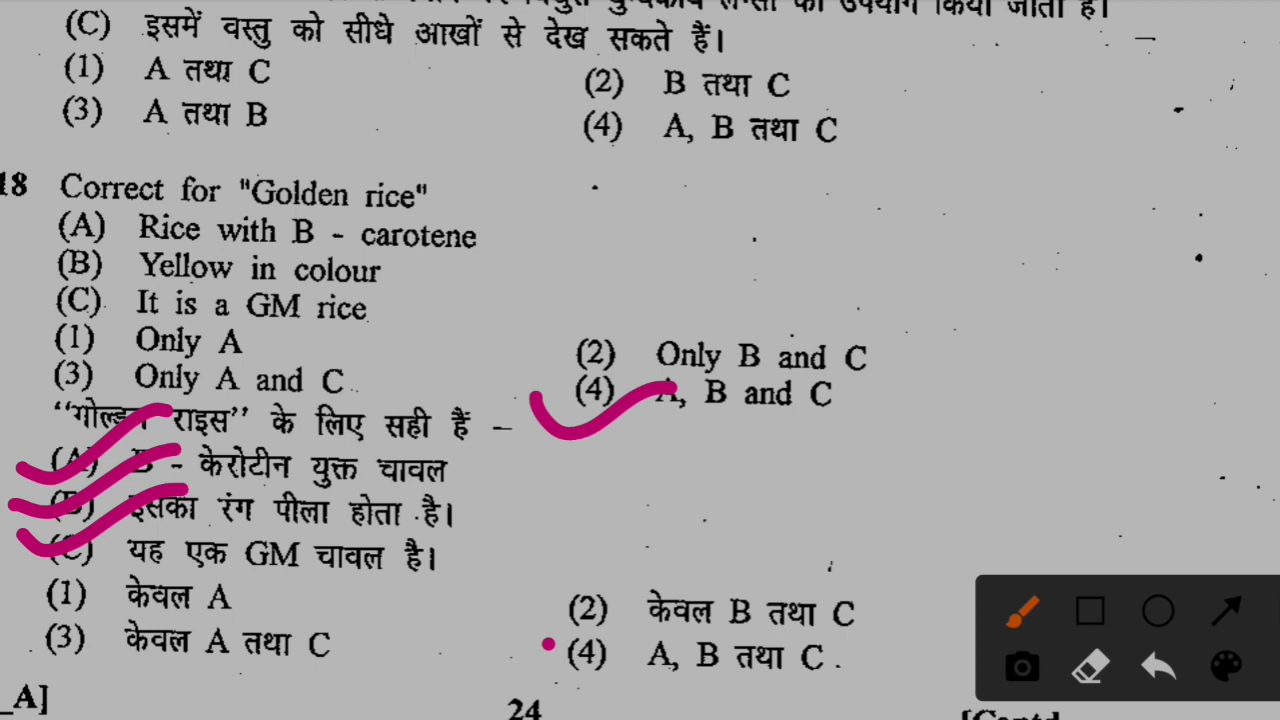 (C) इसमें वस्तु को सीधे आखों से देख सकते हैं।
(1) A तथा C (2) B तथा C
(3) A तथा B (4) A, B तथा C
18 Correct for "Golden rice"
(A) Rice with B - carotene
(B) Yellow in colour
(C) It is a GM rice
(1) Only A (2) Only B and C
(3) Only A and C (4) A, B and C
“गोल्डन राइस” के लिए सही हैं –
(A) B - केरोटीन युक्त चावल
(B) इसका रंग पीला होता है।
(C) यह एक GM चावल है।
(1) केवल A (2) केवल B तथा C
(3) केवल A तथा C (4) A, B तथा C .
_A] 24 [Contd